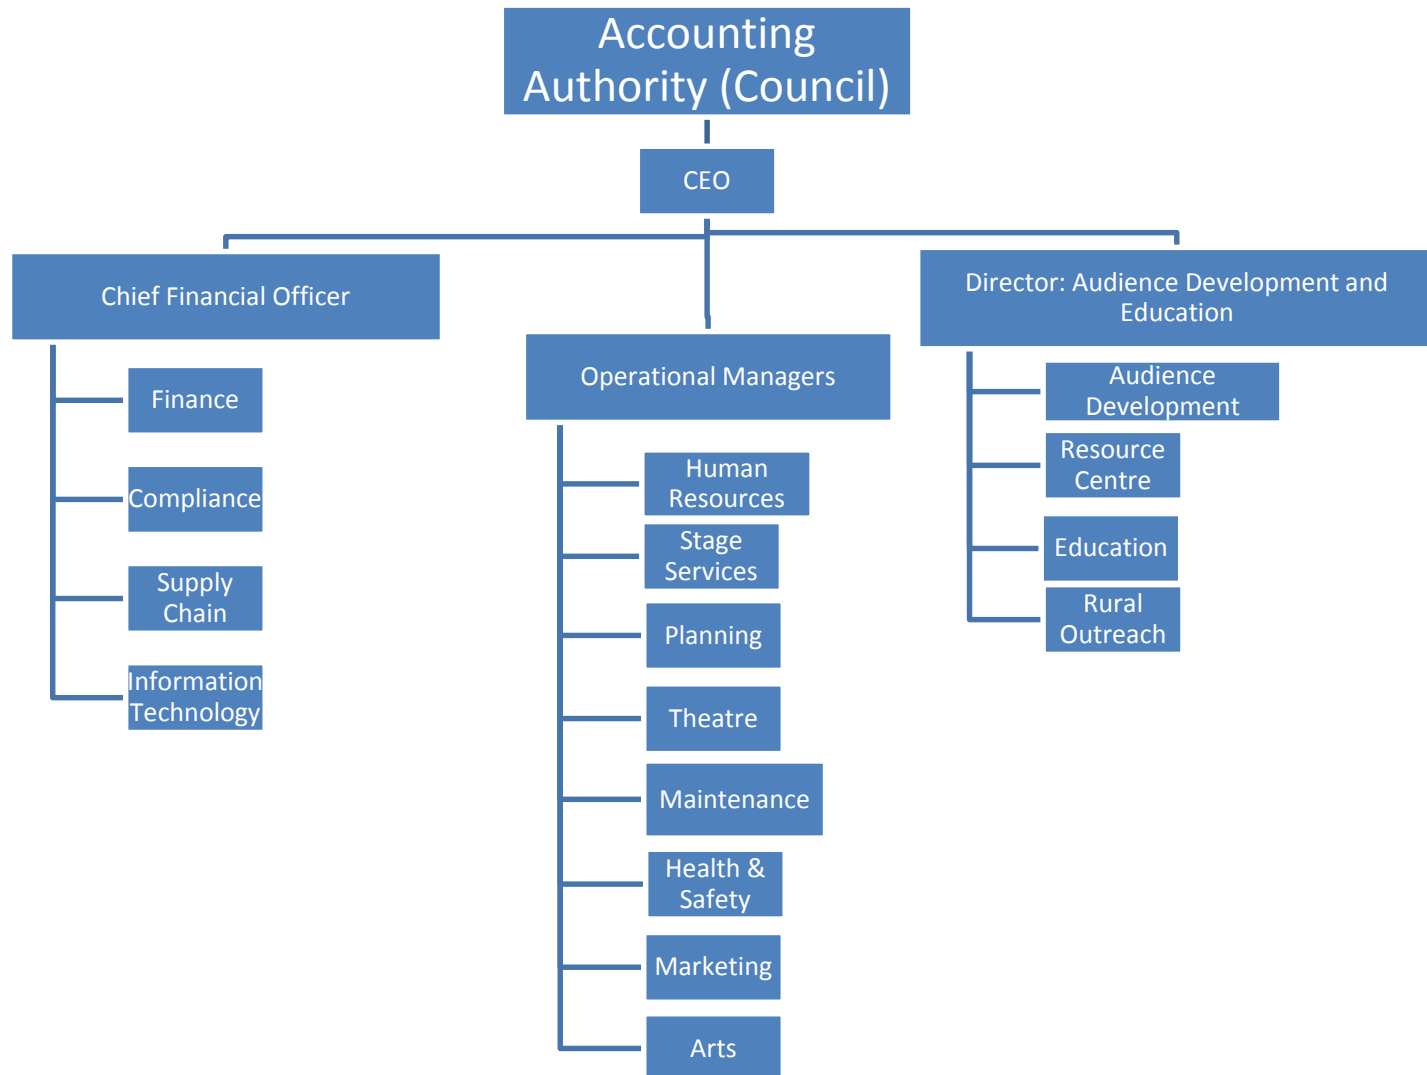 Accounting
Authority (Council)
CEO
Chief Financial Officer
Finance
Compliance
Supply
Chain
Information
Technology
Operational Managers
Human
Resources
Stage
Services
Planning
Theatre
Maintenance
Health &
Safety
Marketing
Arts
Director: Audience Development and
Education
Audience
Development
Resource
Centre
Education
Rural
Outreach